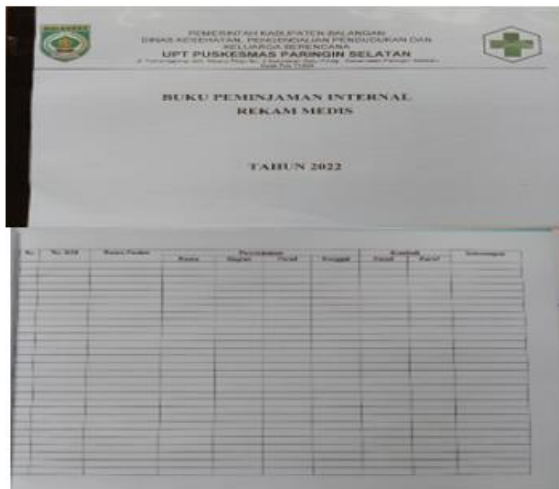 PEMERINTAH KABUPATEN BALANGAN
DINAS KESEHATAN, PENGENDALIAN PENDUDUKAN DAN
KELUARGA BERENCANA
UPT PUSKESMAS PARINGIN SELATAN
BUKU PEMINJAMAN INTERNAL
REKAM MEDIS
TAHUN 2022
No No. RM Nama Pasien Peminjaman Kembali Keterangan
Nama Bagian Paraf Tanggal Paraf